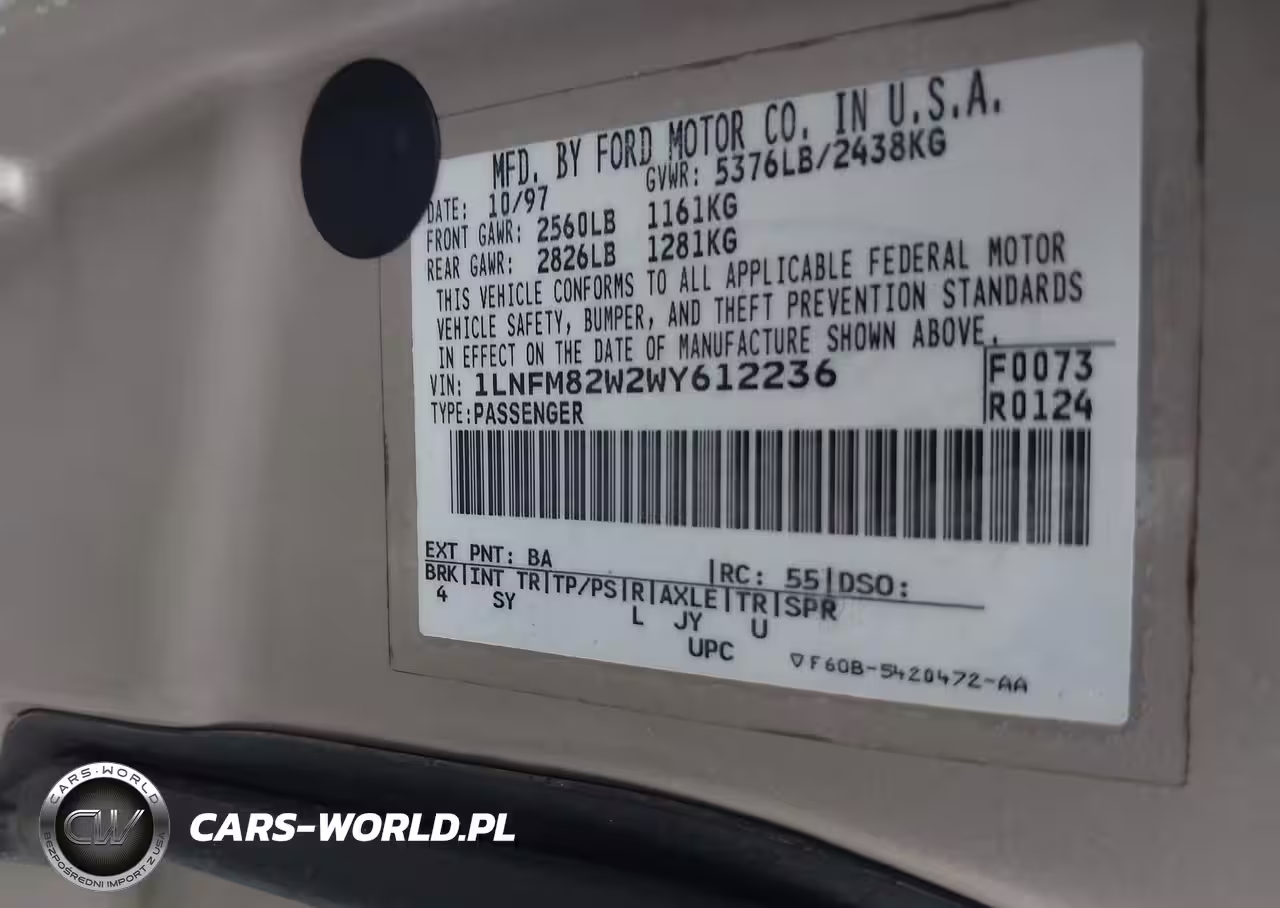 MFD. BY FORD MOTOR CO. IN U.S.A.
DATE: 10/97 GVWR: 5376LB/2438KG
FRONT GAWR: 2560LB 1161KG
REAR GAWR: 2826LB 1281KG
THIS VEHICLE CONFORMS TO ALL APPLICABLE FEDERAL MOTOR
VEHICLE SAFETY, BUMPER, AND THEFT PREVENTION STANDARDS
IN EFFECT ON THE DATE OF MANUFACTURE SHOWN ABOVE.
VIN: 1LNFM82W2WY612236 F0073
TYPE:PASSENGER R0124
EXT PNT: BA |RC: 55|DSO:
BRK|INT TR|TP/PS|R|AXLE|TR|SPR
4 SY L JY U
UPC ▽F60B-5420472-AA
CARS-WORLD
CW
BEZPOŚREDNI IMPORT Z USA
CARS-WORLD.PL